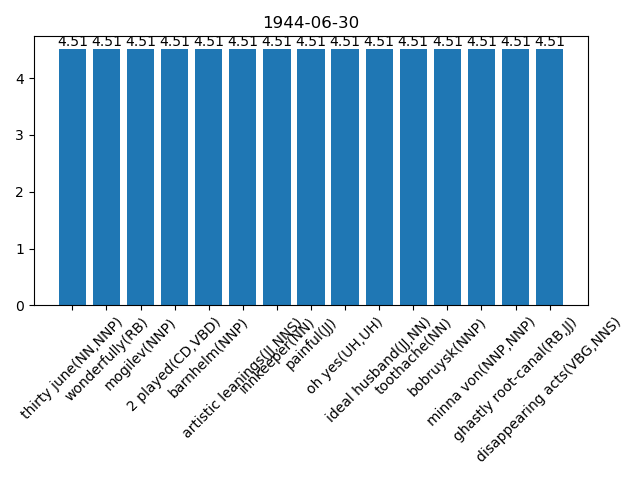 1944-06-30
4.51 4.51 4.51 4.51 4.51 4.51 4.51 4.51 4.51 4.51 4.51 4.51 4.51 4.51 4.51
4
3
2
1
0
thirty june(NN,NNP)
wonderfully(RB)
mogilev(NNP)
2 played(CD,VBD)
barnhelm(NNP)
artistic leanings(JJ,NNS)
innkeeper(NN)
painful(JJ)
oh yes(UH,UH)
ideal husband(JJ,NN)
toothache(NN)
bobruysk(NNP)
minna von(NNP,NNP)
ghastly root-canal(RB,JJ)
disappearing acts(VBG,NNS)